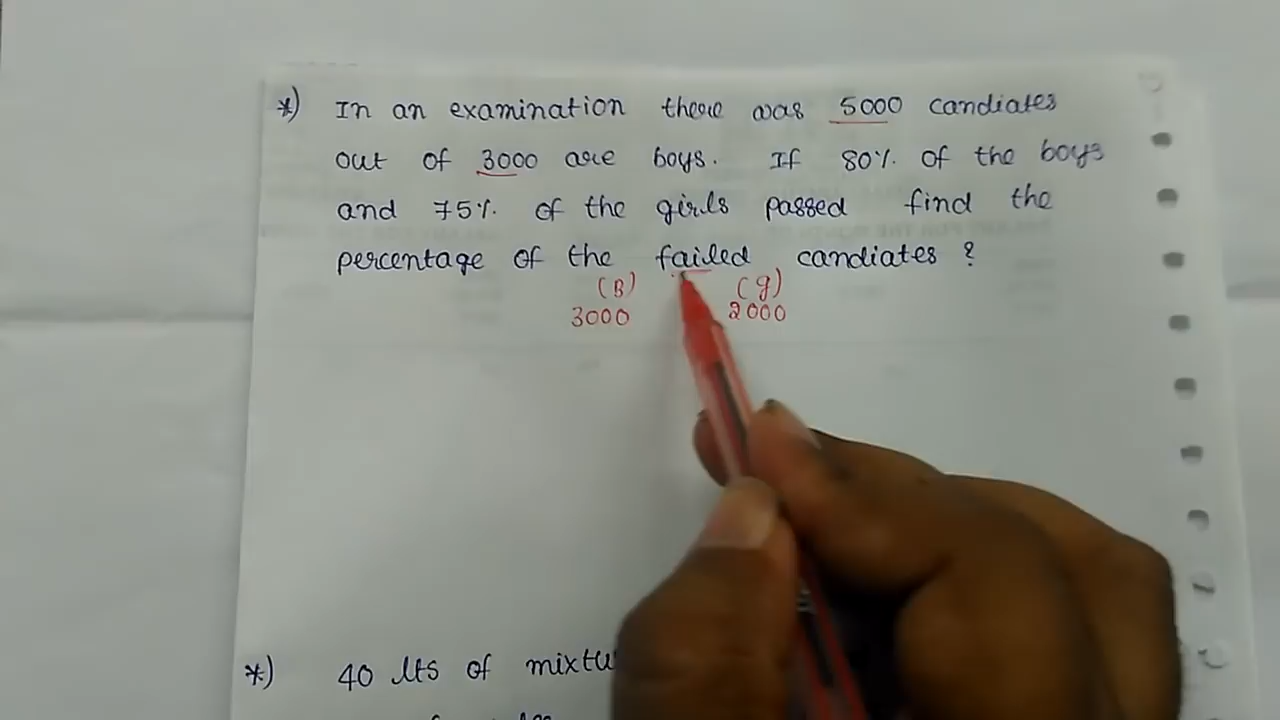 *) In an examination there was 5000 candiates
out of 3000 are boys. If 80% of the boys
and 75% of the girls passed find the
percentage of the failed candiates ?
(B) (g)
3000 2000
*) 40 lts of